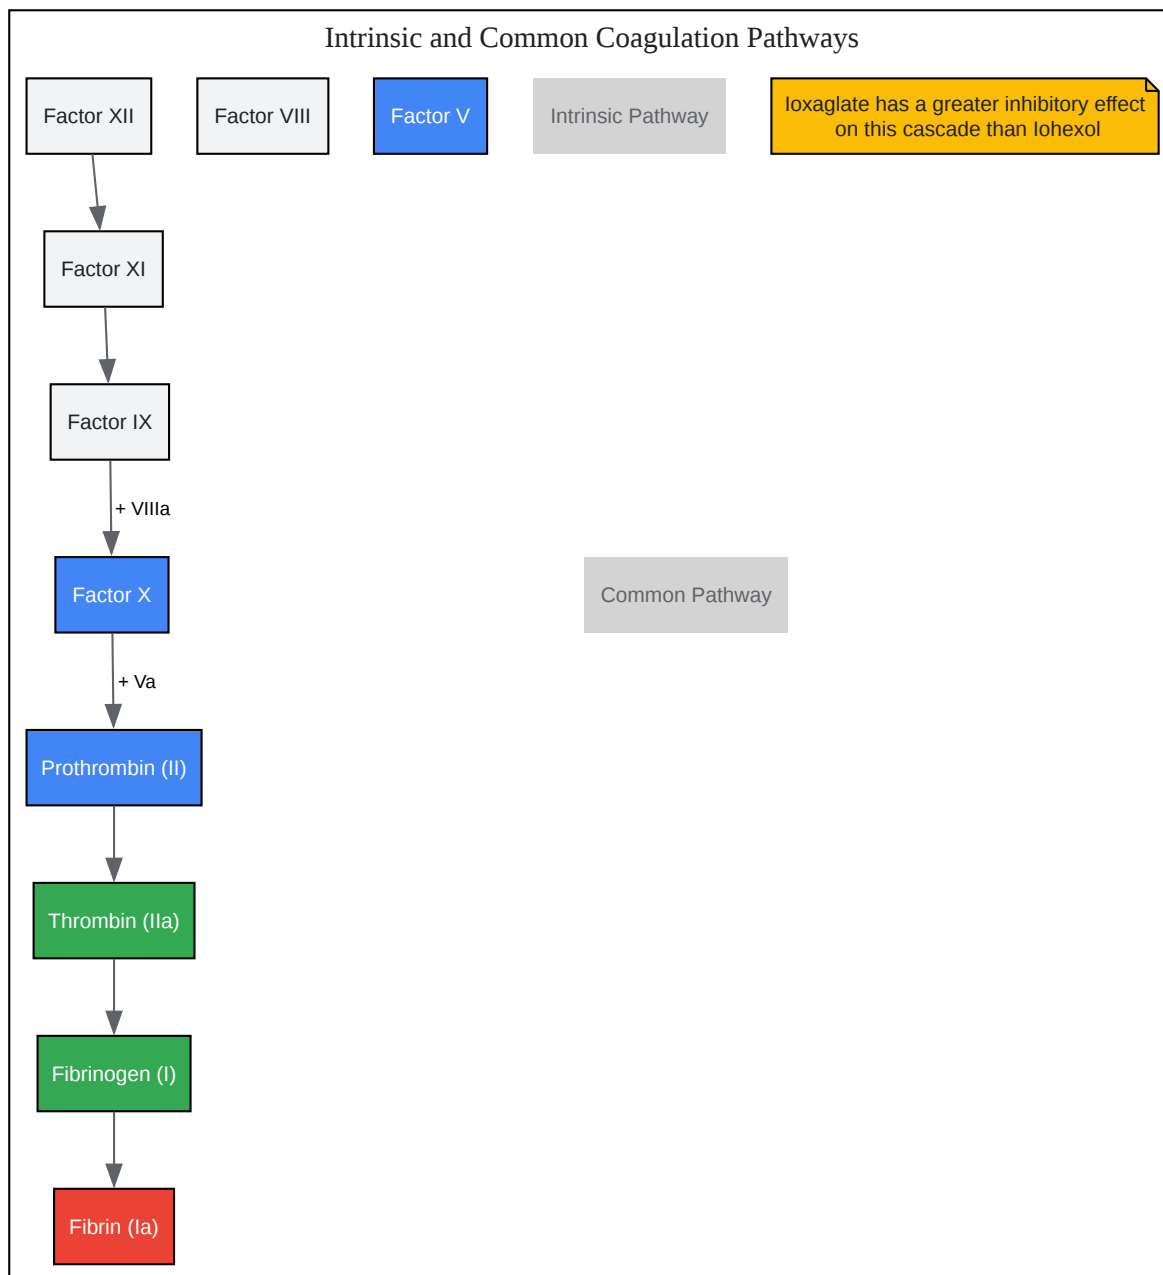 Intrinsic and Common Coagulation Pathways
Factor XII
Factor VIII
Factor V
Intrinsic Pathway
Ioxaglate has a greater inhibitory effect
on this cascade than Iohexol
Factor XI
Factor IX
+ VIIIa
Factor X
Common Pathway
+ Va
Prothrombin (II)
Thrombin (IIa)
Fibrinogen (I)
Fibrin (Ia)